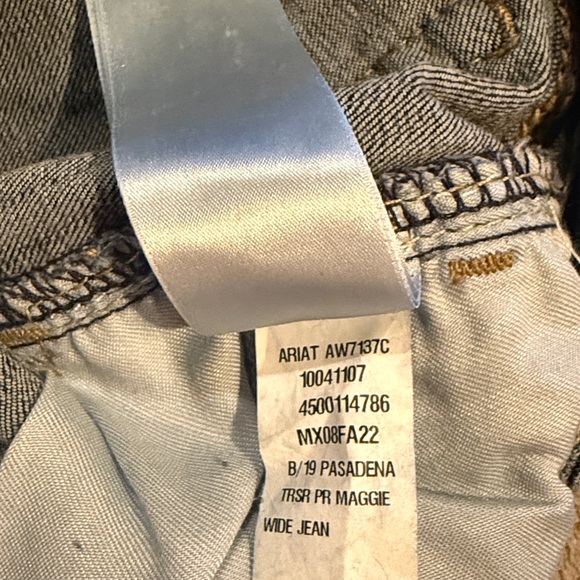 ARIAT AW7137C
10041107
4500114786
MX08FA22
B/19 PASADENA
TRSR PR MAGGIE
WIDE JEAN